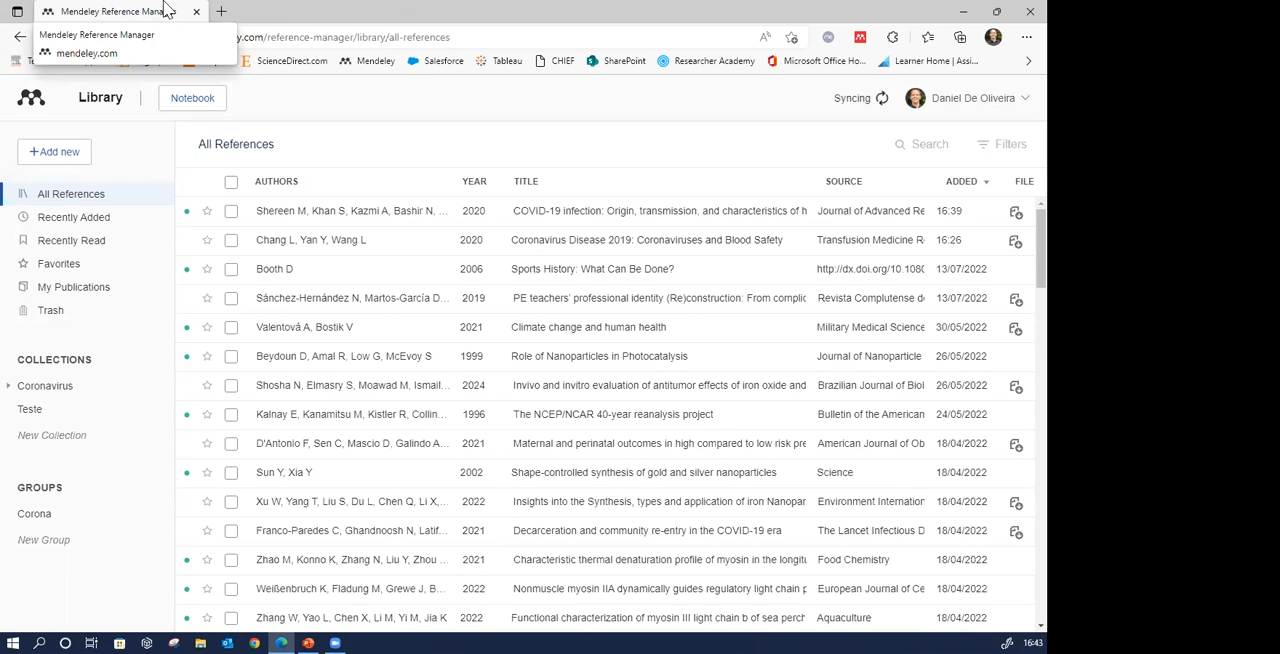 Mendeley Reference Mana
Mendeley Reference Manager
mendeley.com
y.com/reference-manager/library/all-references
ScienceDirect.com Mendeley Salesforce Tableau CHIEF SharePoint Researcher Academy Microsoft Office Ho... Learner Home | Assi...
Library Notebook Syncing Daniel De Oliveira
+Add new
All References Search Filters
AUTHORS YEAR TITLE SOURCE ADDED FILE
All References
Recently Added
Recently Read
Favorites
My Publications
Trash
COLLECTIONS
Coronavirus
Teste
New Collection
GROUPS
Corona
New Group
Shereen M, Khan S, Kazmi A, Bashir N, ... 2020 COVID-19 infection: Origin, transmission, and characteristics of h Journal of Advanced Re 16:39
Chang L, Yan Y, Wang L 2020 Coronavirus Disease 2019: Coronaviruses and Blood Safety Transfusion Medicine R 16:26
Booth D 2006 Sports History: What Can Be Done? http://dx.doi.org/10.1080 13/07/2022
Sánchez-Hernández N, Martos-García D... 2019 PE teachers' professional identity (Re)construction: From complic Revista Complutense d 13/07/2022
Valentová A, Bostik V 2021 Climate change and human health Military Medical Science 30/05/2022
Beydoun D, Amal R, Low G, McEvoy S 1999 Role of Nanoparticles in Photocatalysis Journal of Nanoparticle 26/05/2022
Shosha N, Elmasry S, Moawad M, Ismail... 2024 Invivo and invitro evaluation of antitumor effects of iron oxide and Brazilian Journal of Biol 26/05/2022
Kalnay E, Kanamitsu M, Kistler R, Collin... 1996 The NCEP/NCAR 40-year reanalysis project Bulletin of the American 24/05/2022
D'Antonio F, Sen C, Mascio D, Galindo A... 2021 Maternal and perinatal outcomes in high compared to low risk pre American Journal of Ob 18/04/2022
Sun Y, Xia Y 2002 Shape-controlled synthesis of gold and silver nanoparticles Science 18/04/2022
Xu W, Yang T, Liu S, Du L, Chen Q, Li X,... 2022 Insights into the Synthesis, types and application of iron Nanopar Environment Internation 18/04/2022
Franco-Paredes C, Ghandnoosh N, Latif... 2021 Decarceration and community re-entry in the COVID-19 era The Lancet Infectious D 18/04/2022
Zhao M, Konno K, Zhang N, Liu Y, Zhou ... 2021 Characteristic thermal denaturation profile of myosin in the longitu Food Chemistry 18/04/2022
Weißenbruch K, Fladung M, Grewe J, B... 2022 Nonmuscle myosin IIA dynamically guides regulatory light chain p European Journal of Ce 18/04/2022
Zhang W, Yao L, Chen X, Li M, Yi M, Jia K 2022 Functional characterization of myosin III light chain b of sea perch Aquaculture 18/04/2022
16:43